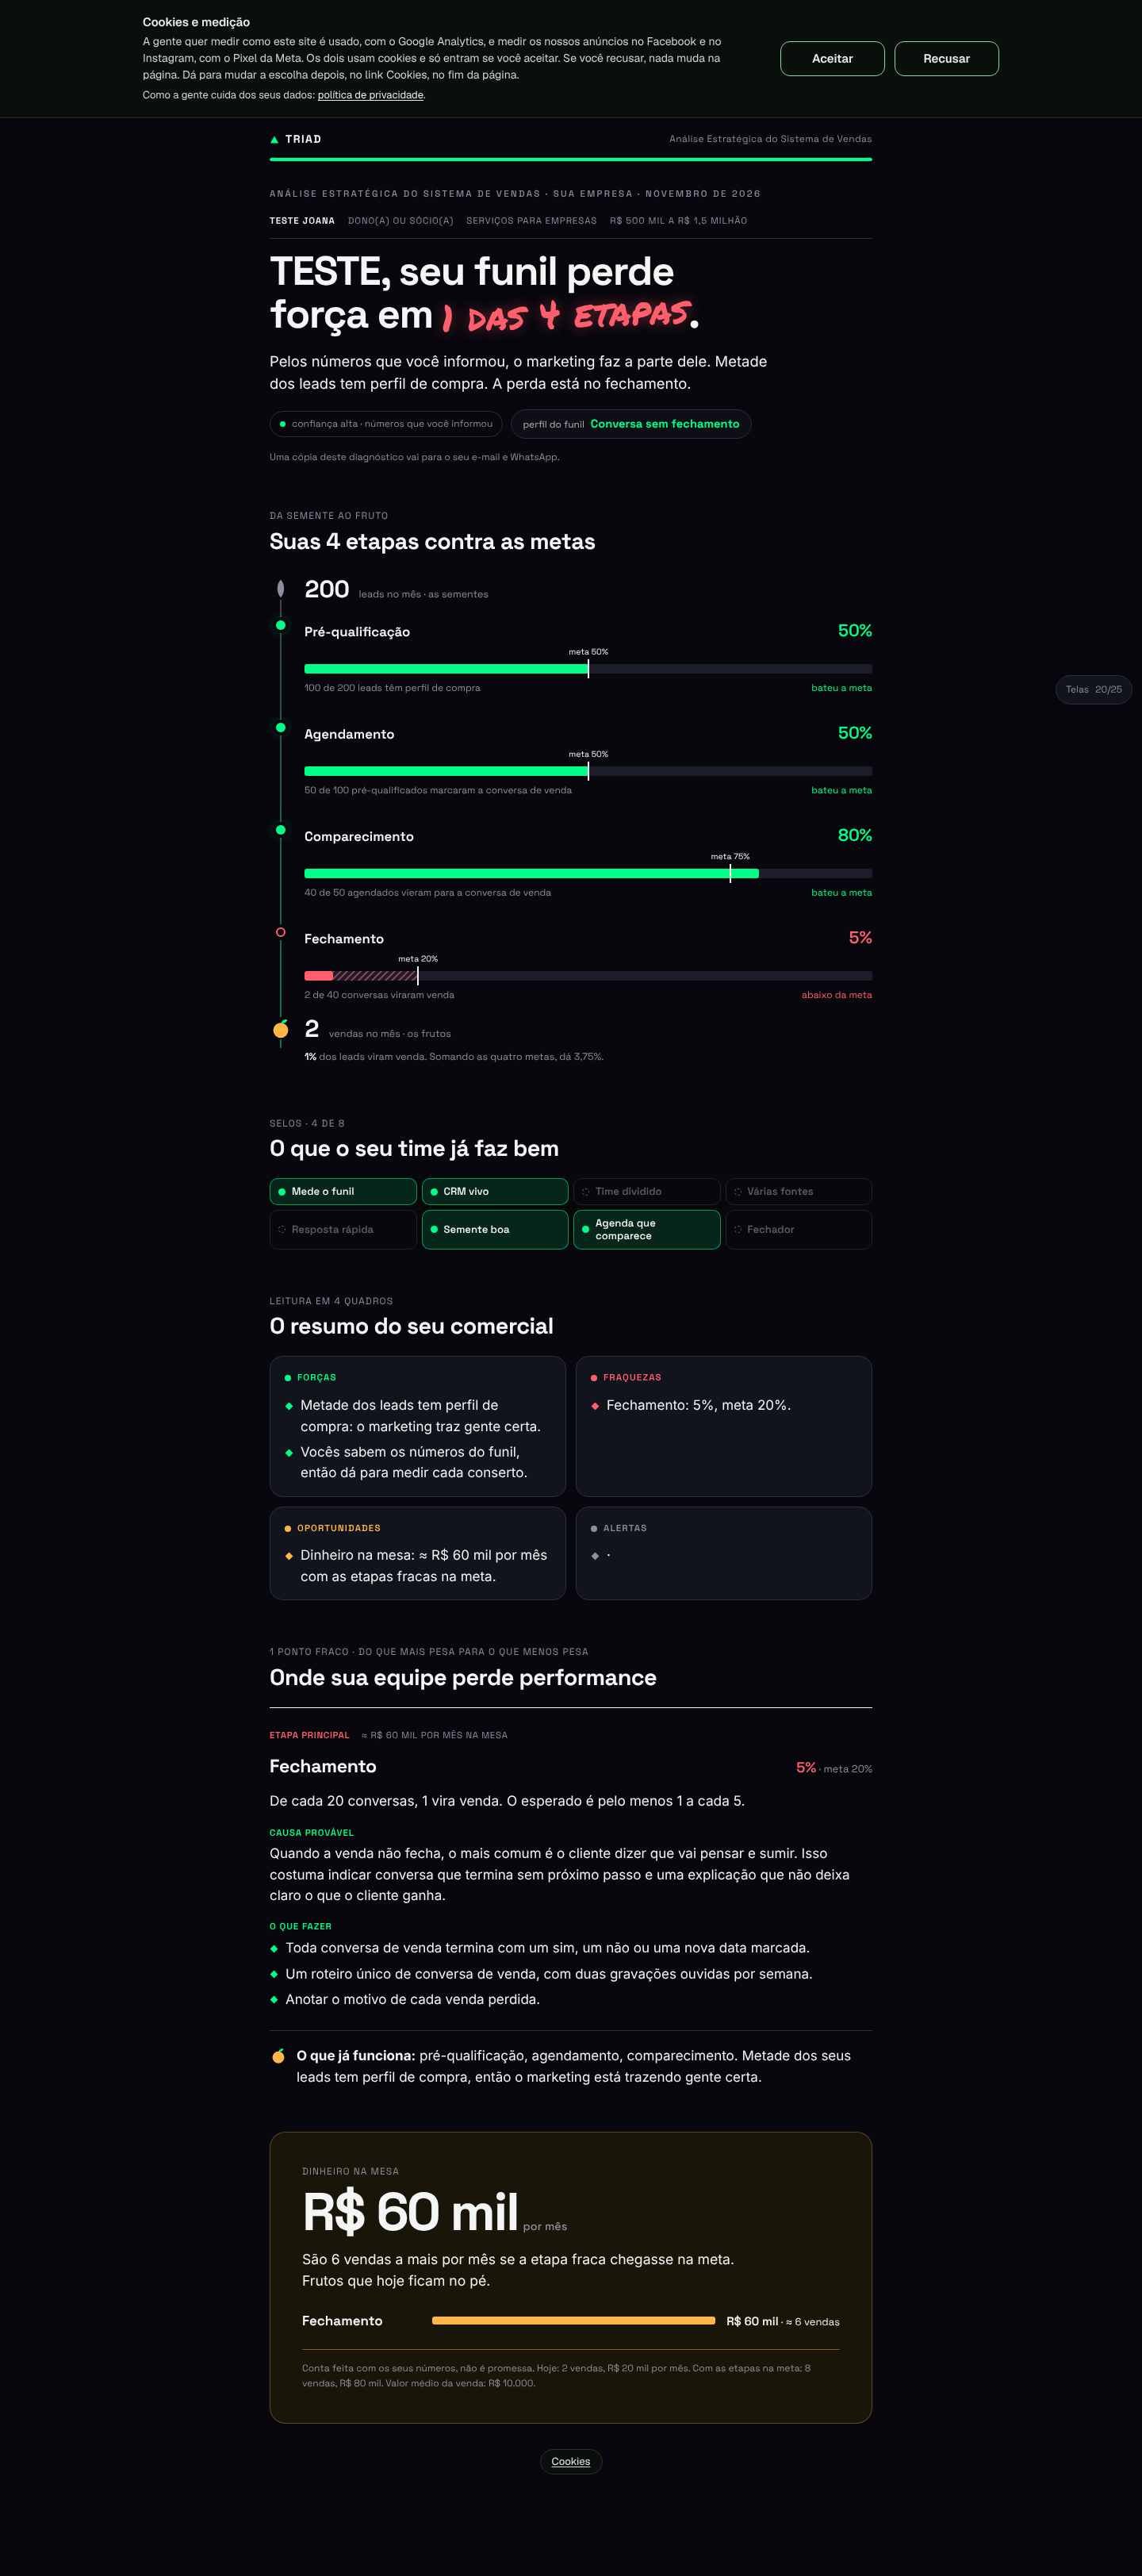 Cookies e medição
A gente quer medir como este site é usado, com o Google Analytics, e medir os nossos anúncios no Facebook e no
Instagram, com o Pixel da Meta. Os dois usam cookies e só entram se você aceitar. Se você recusar, nada muda na
página. Dá para mudar a escolha depois, no link Cookies, no fim da página.
Como a gente cuida dos seus dados: política de privacidade.
Aceitar
Recusar
TRIAD
Análise Estratégica do Sistema de Vendas
ANÁLISE ESTRATÉGICA DO SISTEMA DE VENDAS · SUA EMPRESA · NOVEMBRO DE 2026
TESTE JOANA DONO(A) OU SÓCIO(A) SERVIÇOS PARA EMPRESAS R$ 500 MIL A R$ 1,5 MILHÃO
TESTE, seu funil perde
força em 1 DAS 4 ETAPAS.
Pelos números que você informou, o marketing faz a parte dele. Metade
dos leads tem perfil de compra. A perda está no fechamento.
confiança alta · números que você informou
perfil do funil Conversa sem fechamento
Uma cópia deste diagnóstico vai para o seu e-mail e WhatsApp.
DA SEMENTE AO FRUTO
Suas 4 etapas contra as metas
200 leads no mês · as sementes
Pré-qualificação 50%
meta 50%
100 de 200 leads têm perfil de compra bateu a meta
Telas 20/25
Agendamento 50%
meta 50%
50 de 100 pré-qualificados marcaram a conversa de venda bateu a meta
Comparecimento 80%
meta 75%
40 de 50 agendados vieram para a conversa de venda bateu a meta
Fechamento 5%
meta 20%
2 de 40 conversas viraram venda abaixo da meta
2 vendas no mês · os frutos
1% dos leads viram venda. Somando as quatro metas, dá 3,75%.
SELOS · 4 DE 8
O que o seu time já faz bem
Mede o funil
CRM vivo
Time dividido
Várias fontes
Resposta rápida
Semente boa
Agenda que
comparece
Fechador
LEITURA EM 4 QUADROS
O resumo do seu comercial
FORÇAS
Metade dos leads tem perfil de
compra: o marketing traz gente certa.
Vocês sabem os números do funil,
então dá para medir cada conserto.
FRAQUEZAS
Fechamento: 5%, meta 20%.
OPORTUNIDADES
Dinheiro na mesa: ≈ R$ 60 mil por mês
com as etapas fracas na meta.
ALERTAS
·
1 PONTO FRACO · DO QUE MAIS PESA PARA O QUE MENOS PESA
Onde sua equipe perde performance
ETAPA PRINCIPAL ≈ R$ 60 MIL POR MÊS NA MESA
Fechamento 5% · meta 20%
De cada 20 conversas, 1 vira venda. O esperado é pelo menos 1 a cada 5.
CAUSA PROVÁVEL
Quando a venda não fecha, o mais comum é o cliente dizer que vai pensar e sumir. Isso
costuma indicar conversa que termina sem próximo passo e uma explicação que não deixa
claro o que o cliente ganha.
O QUE FAZER
Toda conversa de venda termina com um sim, um não ou uma nova data marcada.
Um roteiro único de conversa de venda, com duas gravações ouvidas por semana.
Anotar o motivo de cada venda perdida.
O que já funciona: pré-qualificação, agendamento, comparecimento. Metade dos seus
leads tem perfil de compra, então o marketing está trazendo gente certa.
DINHEIRO NA MESA
R$ 60 mil por mês
São 6 vendas a mais por mês se a etapa fraca chegasse na meta.
Frutos que hoje ficam no pé.
Fechamento R$ 60 mil · ≈ 6 vendas
Conta feita com os seus números, não é promessa. Hoje: 2 vendas, R$ 20 mil por mês. Com as etapas na meta: 8
vendas, R$ 80 mil. Valor médio da venda: R$ 10.000.
Cookies